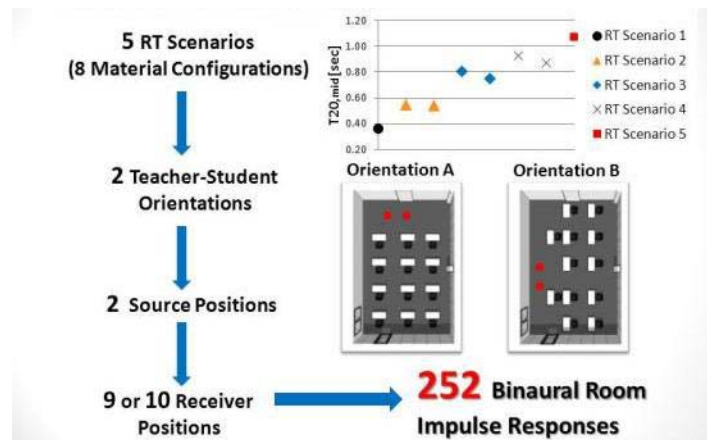 5 RT Scenarios
(8 Material Configurations)
2 Teacher-Student
Orientations
2 Source Positions
9 or 10 Receiver
Positions
T20,mid [sec]
1.20
1.00
0.80
0.60
0.40
0.20
RT Scenario 1
RT Scenario 2
RT Scenario 3
RT Scenario 4
RT Scenario 5
Orientation A
Orientation B
252 Binaural Room
Impulse Responses